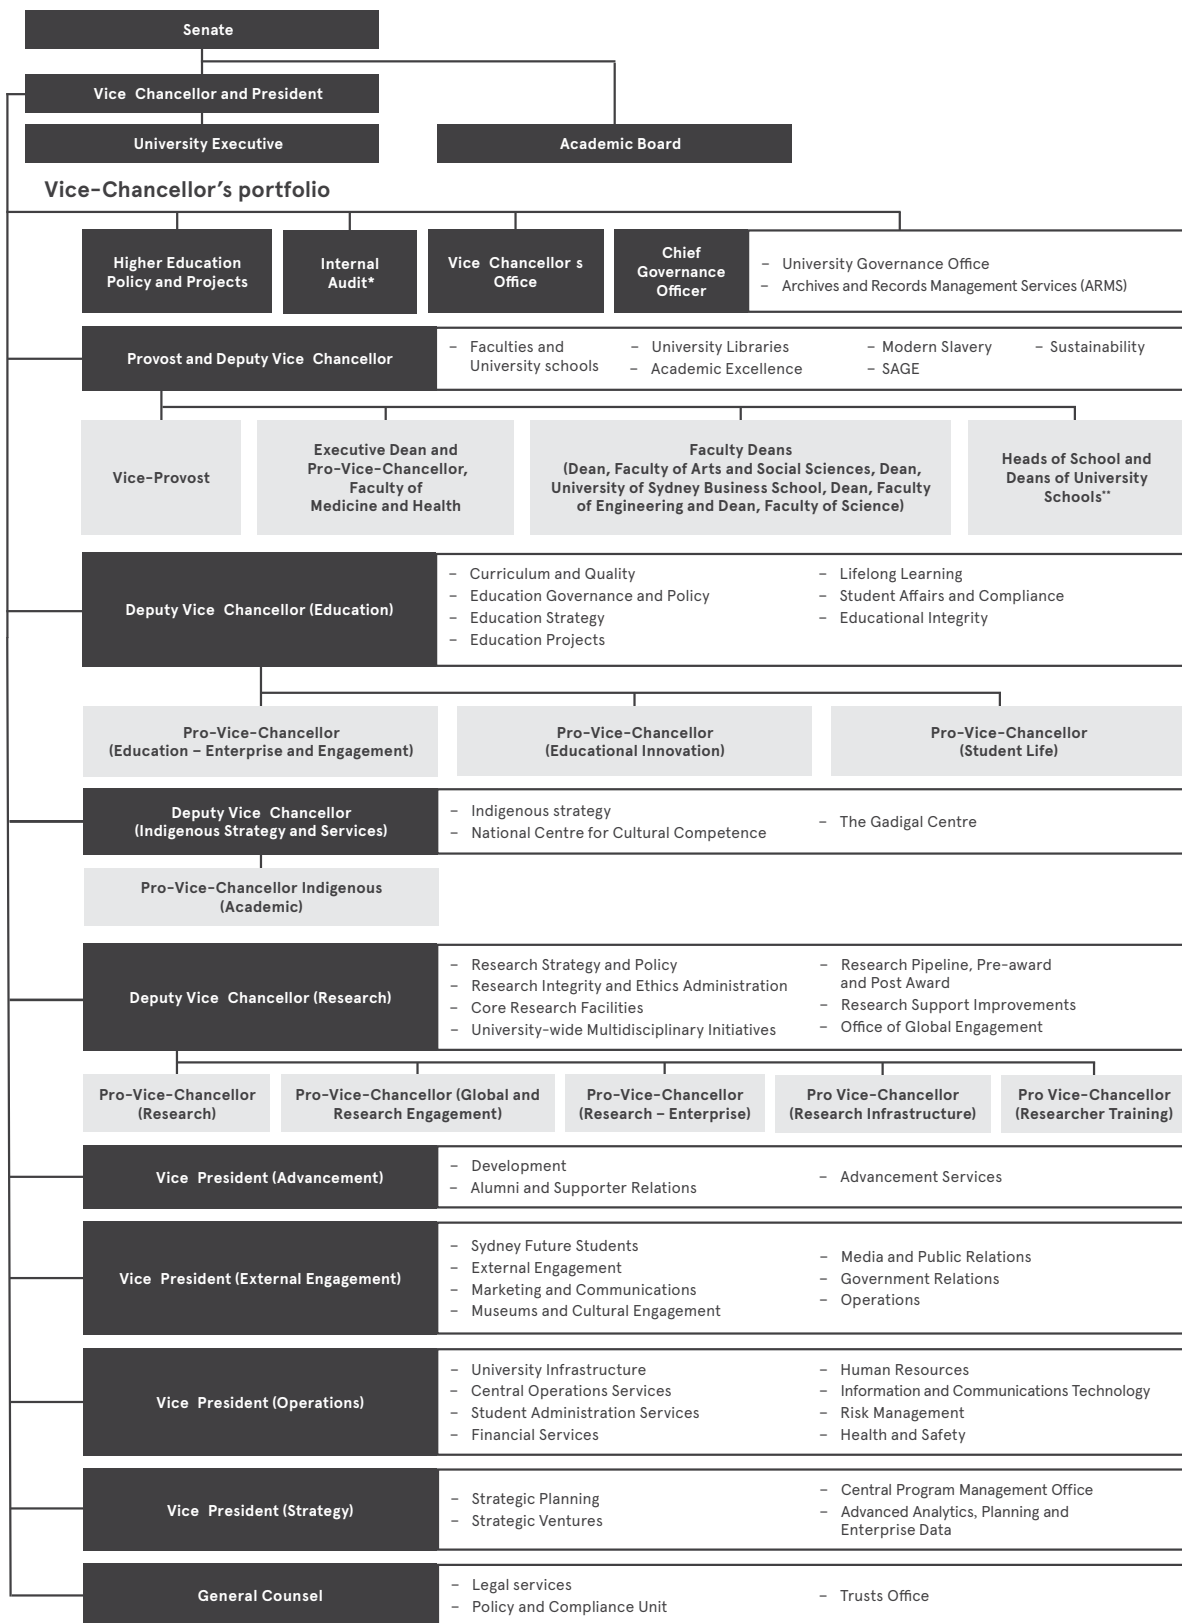 Senate
Vice Chancellor and President
University Executive
Academic Board
Vice-Chancellor's portfolio
Higher Education
Policy and Projects
Internal
Audit*
Vice Chancellor s
Office
Chief
Governance
Officer
– University Governance Office
– Archives and Records Management Services (ARMS)
Provost and Deputy Vice Chancellor
– Faculties and
University schools
– University Libraries
– Academic Excellence
– Modern Slavery
– SAGE
– Sustainability
Vice-Provost
Executive Dean and
Pro-Vice-Chancellor,
Faculty of
Medicine and Health
Faculty Deans
(Dean, Faculty of Arts and Social Sciences, Dean,
University of Sydney Business School, Dean, Faculty
of Engineering and Dean, Faculty of Science)
Heads of School and
Deans of University
Schools**
Deputy Vice Chancellor (Education)
– Curriculum and Quality
– Education Governance and Policy
– Education Strategy
– Education Projects
– Lifelong Learning
– Student Affairs and Compliance
– Educational Integrity
Pro-Vice-Chancellor
(Education – Enterprise and Engagement)
Pro-Vice-Chancellor
(Educational Innovation)
Pro-Vice-Chancellor
(Student Life)
Deputy Vice Chancellor
(Indigenous Strategy and Services)
– Indigenous strategy
– National Centre for Cultural Competence
– The Gadigal Centre
Pro-Vice-Chancellor Indigenous
(Academic)
Deputy Vice Chancellor (Research)
– Research Strategy and Policy
– Research Integrity and Ethics Administration
– Core Research Facilities
– University-wide Multidisciplinary Initiatives
– Research Pipeline, Pre-award
and Post Award
– Research Support Improvements
– Office of Global Engagement
Pro-Vice-Chancellor
(Research)
Pro-Vice-Chancellor (Global and
Research Engagement)
Pro-Vice-Chancellor
(Research – Enterprise)
Pro Vice-Chancellor
(Research Infrastructure)
Pro Vice-Chancellor
(Researcher Training)
Vice President (Advancement)
– Development
– Alumni and Supporter Relations
– Advancement Services
Vice President (External Engagement)
– Sydney Future Students
– External Engagement
– Marketing and Communications
– Museums and Cultural Engagement
– Media and Public Relations
– Government Relations
– Operations
Vice President (Operations)
– University Infrastructure
– Central Operations Services
– Student Administration Services
– Financial Services
– Human Resources
– Information and Communications Technology
– Risk Management
– Health and Safety
Vice President (Strategy)
– Strategic Planning
– Strategic Ventures
– Central Program Management Office
– Advanced Analytics, Planning and
Enterprise Data
General Counsel
– Legal services
– Policy and Compliance Unit
– Trusts Office